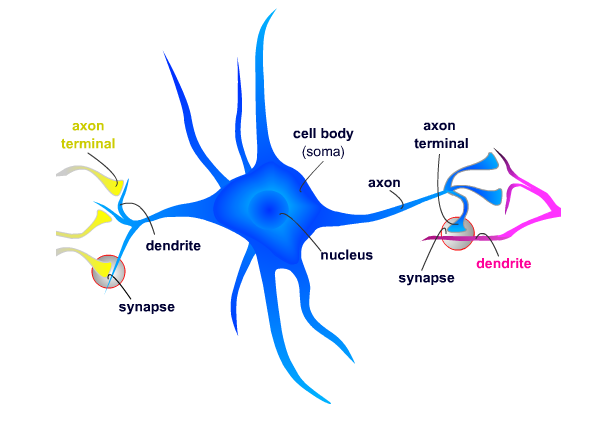 axon
terminal
cell body
(soma)
axon
terminal
axon
dendrite
nucleus
synapse
dendrite
synapse